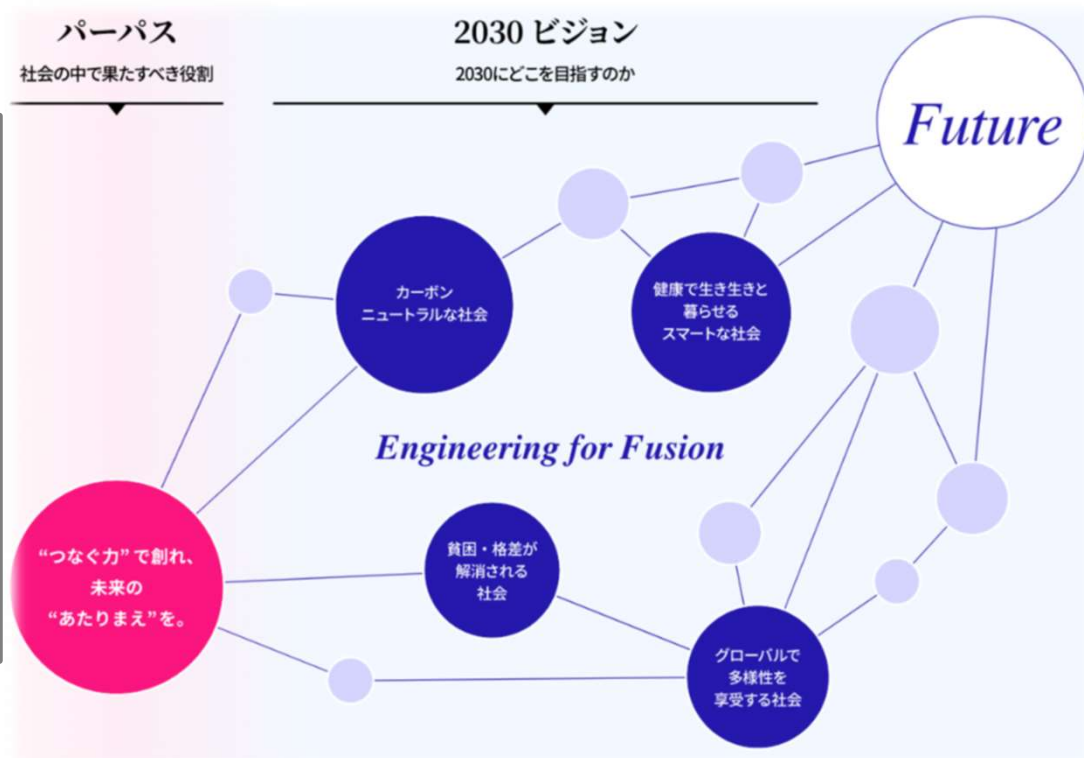 パーパス
社会の中で果たすべき役割
2030 ビジョン
2030にどこを目指すのか
Future
カーボン
ニュートラルな社会
健康で生き生きと
暮らせる
スマートな社会
Engineering for Fusion
“つなぐ力” で創れ、
未来の
“あたりまえ”を。
貧困・格差が
解消される
社会
グローバルで
多様性を
享受する社会